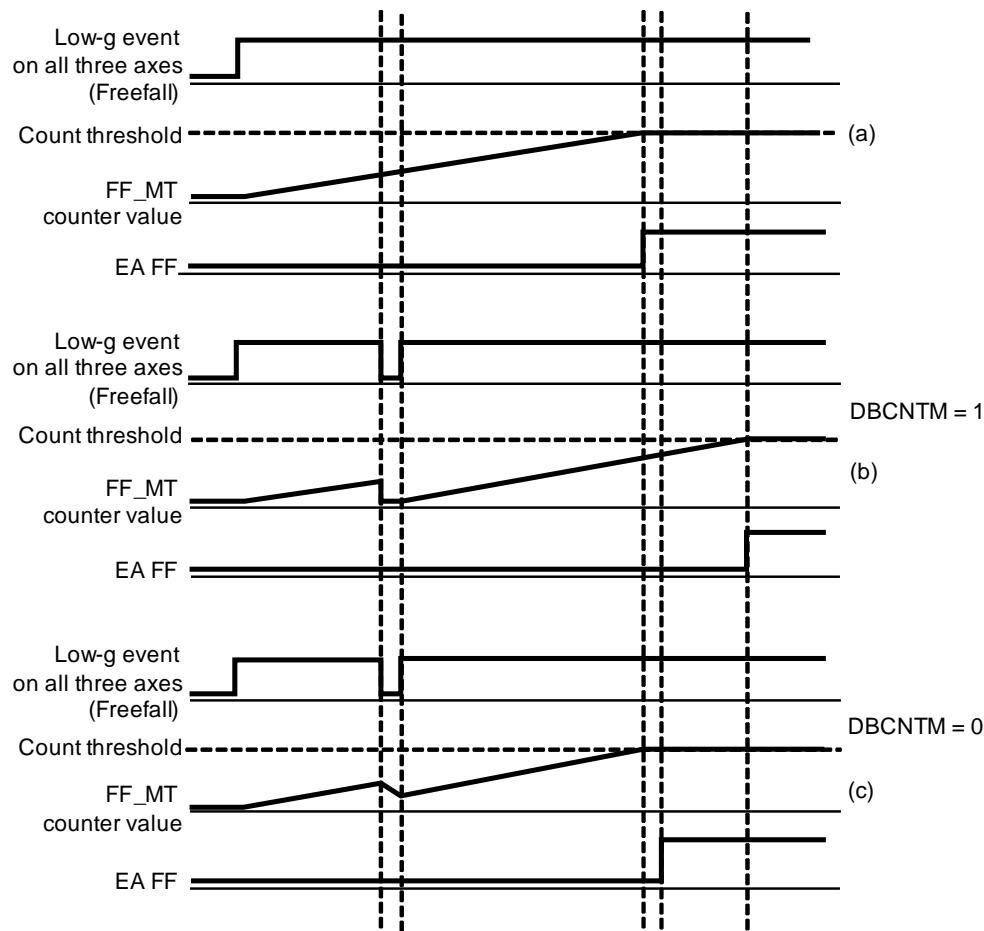 Low-g event
on all three axes
(Freefall)
Count threshold
(a)
FF_MT
counter value
EA FF
Low-g event
on all three axes
(Freefall)
DBCNTM = 1
Count threshold
(b)
FF_MT
counter value
EA FF
Low-g event
on all three axes
(Freefall)
DBCNTM = 0
Count threshold
(c)
FF_MT
counter value
EA FF